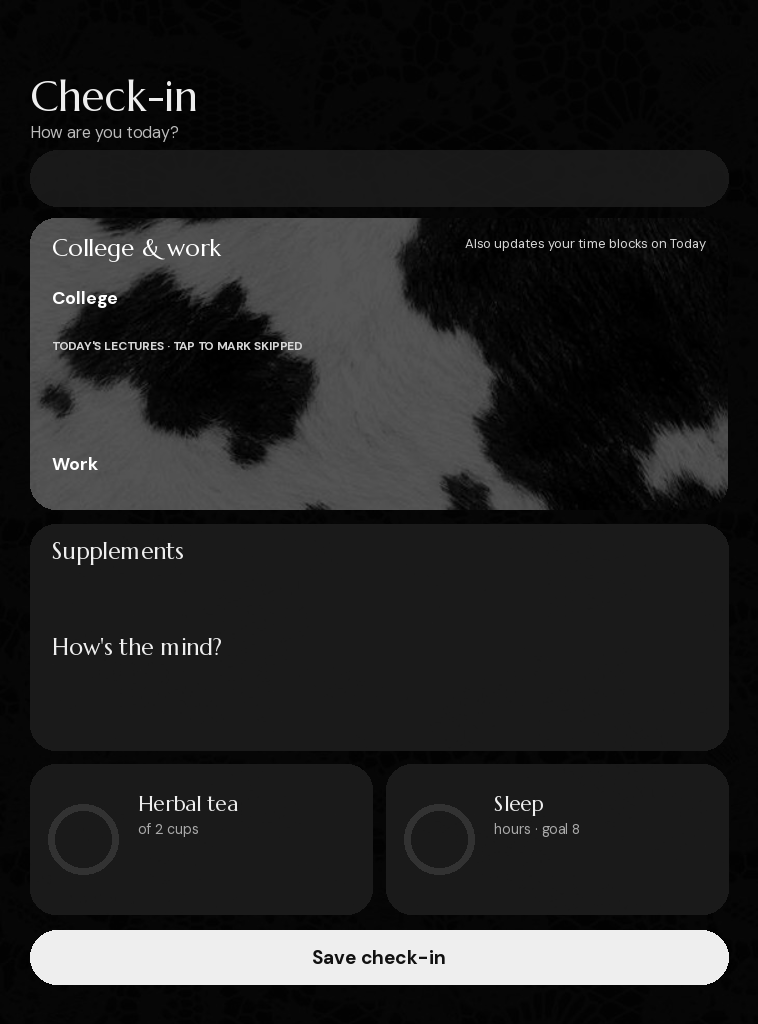 Check-in
How are you today?
College & work
Also updates your time blocks on Today
College
TODAY'S LECTURES · TAP TO MARK SKIPPED
Work
Supplements
How's the mind?
Herbal tea
of 2 cups
Sleep
hours · goal 8
Save check-in